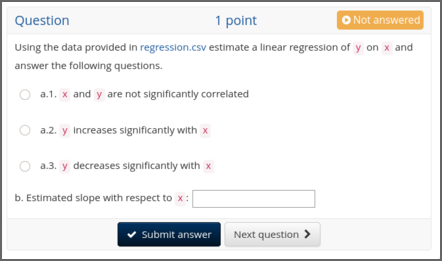 Question 1 point Not answered
Using the data provided in regression.csv estimate a linear regression of y on x and
answer the following questions.
a.1. x and y are not significantly correlated
a.2. y increases significantly with x
a.3. y decreases significantly with x
b. Estimated slope with respect to x:
Submit answer Next question